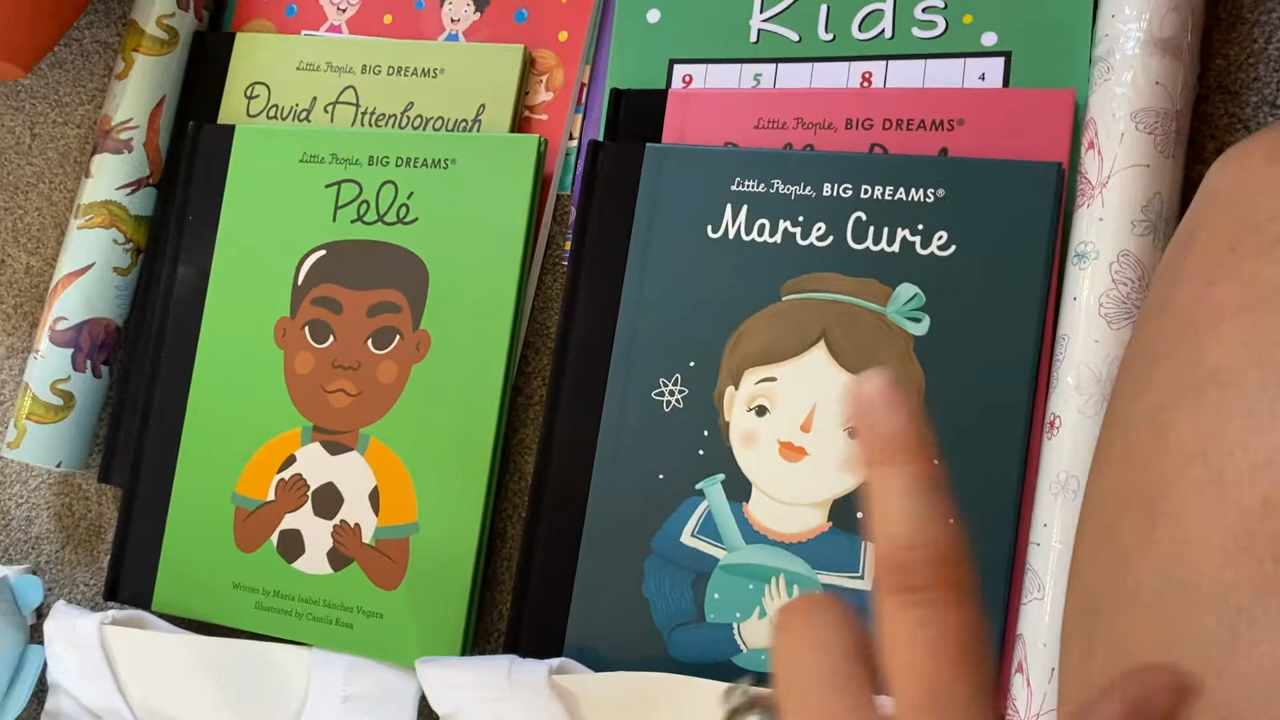 Little People, BIG DREAMS®
David Attenborough
Little People, BIG DREAMS®
Pelé
Written by Maria Isabel Sánchez Vegara
Illustrated by Camila Rosa
Kids
9 5 8 4
Little People, BIG DREAMS®
Little People, BIG DREAMS®
Marie Curie